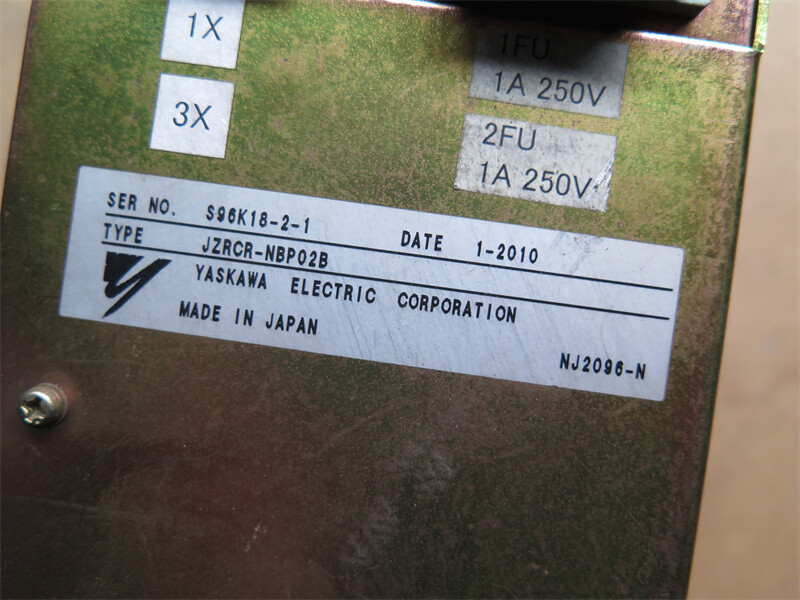 1X
3X
1FU
1A 250V
2FU
1A 250V
SER NO. S96K18-2-1 DATE 1-2010
TYPE JZRCR-NBP02B
YASKAWA ELECTRIC CORPORATION
MADE IN JAPAN
NJ2096-N